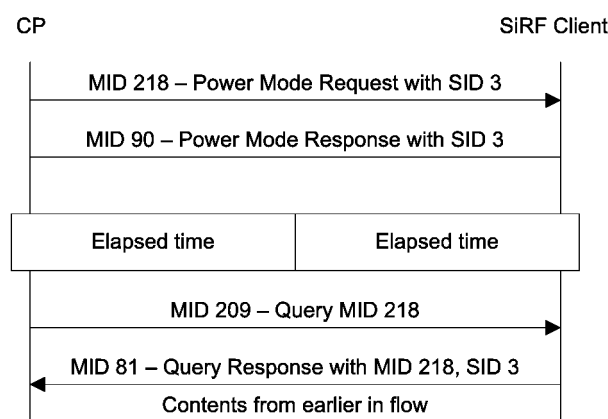 CP
SiRF Client
MID 218 – Power Mode Request with SID 3
MID 90 – Power Mode Response with SID 3
Elapsed time
Elapsed time
MID 209 – Query MID 218
MID 81 – Query Response with MID 218, SID 3
Contents from earlier in flow